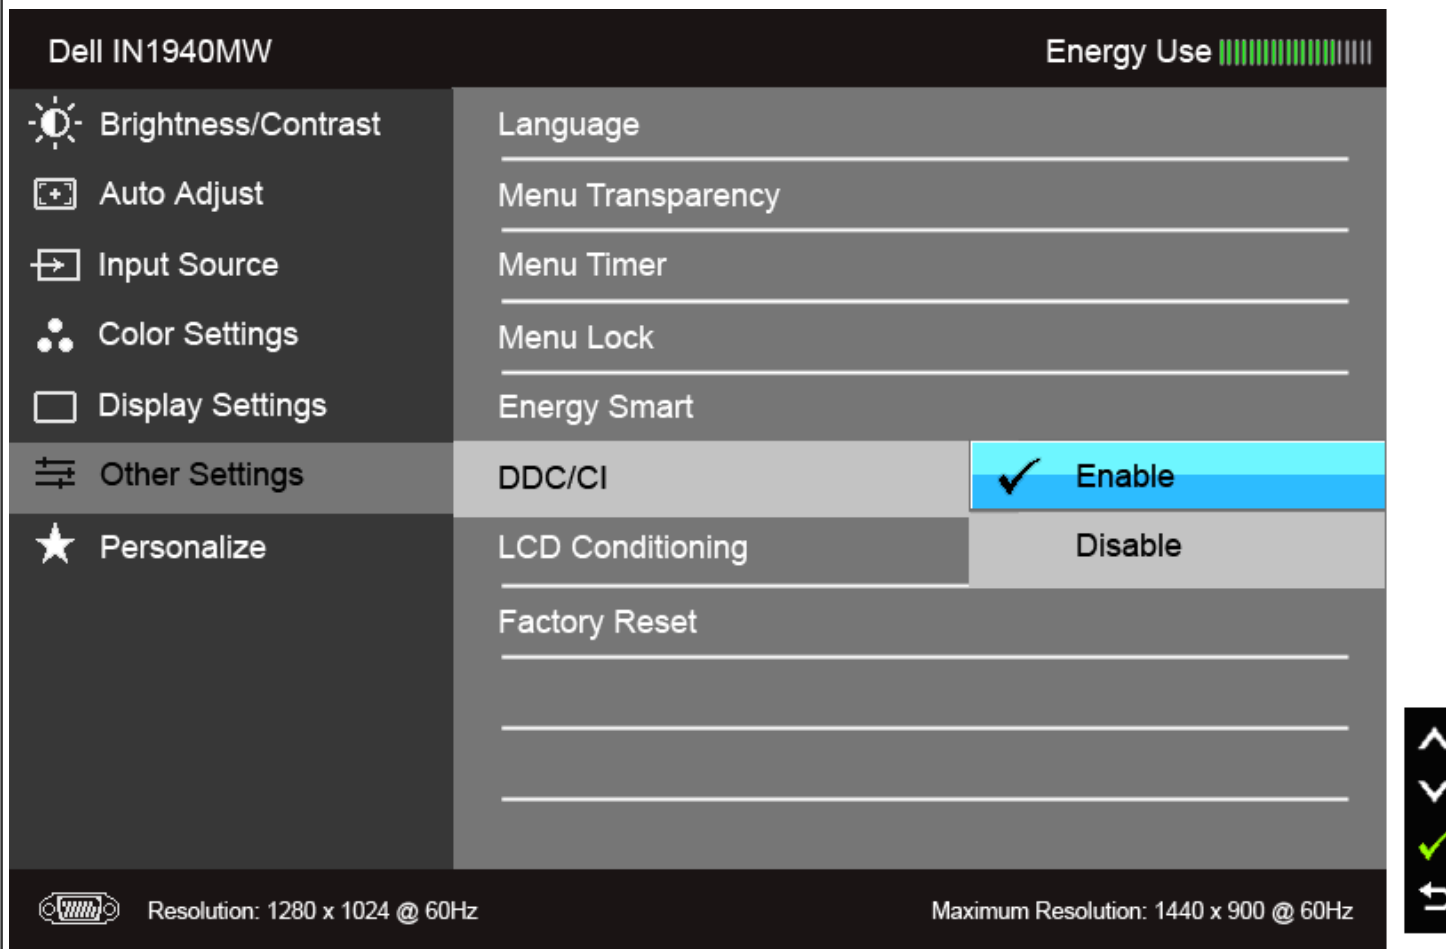 Dell IN1940MW
Energy Use
Brightness/Contrast
Auto Adjust
Input Source
Color Settings
Display Settings
Other Settings
Personalize
Language
Menu Transparency
Menu Timer
Menu Lock
Energy Smart
DDC/CI
Enable
Disable
LCD Conditioning
Factory Reset
Resolution: 1280 x 1024 @ 60Hz
Maximum Resolution: 1440 x 900 @ 60Hz